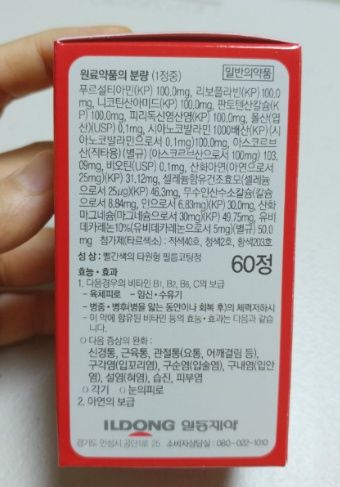 원료약품의 분량 (1정중)
일반의약품
푸르설티아민(KP) 100.0mg, 리보플라빈(KP) 100.0
mg, 니코틴산아미드(KP) 100.0mg, 판토텐산칼슘(K
P) 100.0mg, 피리독신염산염(KP) 100.0mg, 폴산(엽
산)(USP) 0.1mg, 시아노코발라민 1000배산(KP) (시
아노코발라민으로서 0.1mg)100.0mg, 아스코르브
산(직타용) (별규) (아스코르브산으로서 100mg) 103.
09mg, 비오틴(USP) 0.1mg, 산화아연(아연으로서
25mg)(KP) 31.12mg, 셀레늄함유건조효모(셀레늄
으로서 25μg)(KP) 46.3mg, 무수인산수소칼슘(칼슘
으로서 8.84mg, 인으로서 6.83mg)(KP) 30.0mg, 산화
마그네슘(마그네슘으로서 30mg)(KP) 49.75mg, 유비
데카레논10%(유비데카레논으로서 5mg)(별규) 50.0
mg 첨가제(타르색소) : 적색40호, 청색2호, 황색203호
성 상 : 빨간색의 타원형 필름코팅정
60정
효능 · 효과
1. 다음경우의 비타민 B1, B2, B6, C의 보급
- 육체피로 - 임신 · 수유기
- 병중 · 병후(병을 앓는 동안이나 회복 후)의 체력저하시
· 이 약에 함유된 비타민 등의 효능 · 효과는 다음과 같습
니다.
○ 다음 증상의 완화 :
신경통, 근육통, 관절통(요통, 어깨결림 등),
구각염(입꼬리염), 구순염(입술염), 구내염(입안
염), 설염(혀염), 습진, 피부염
○ 각기 ○ 눈의피로
2. 아연의 보급
ILDONG 일동제약
경기도 안성시 공단1로 25 소비자상담실 : 080-022-1010